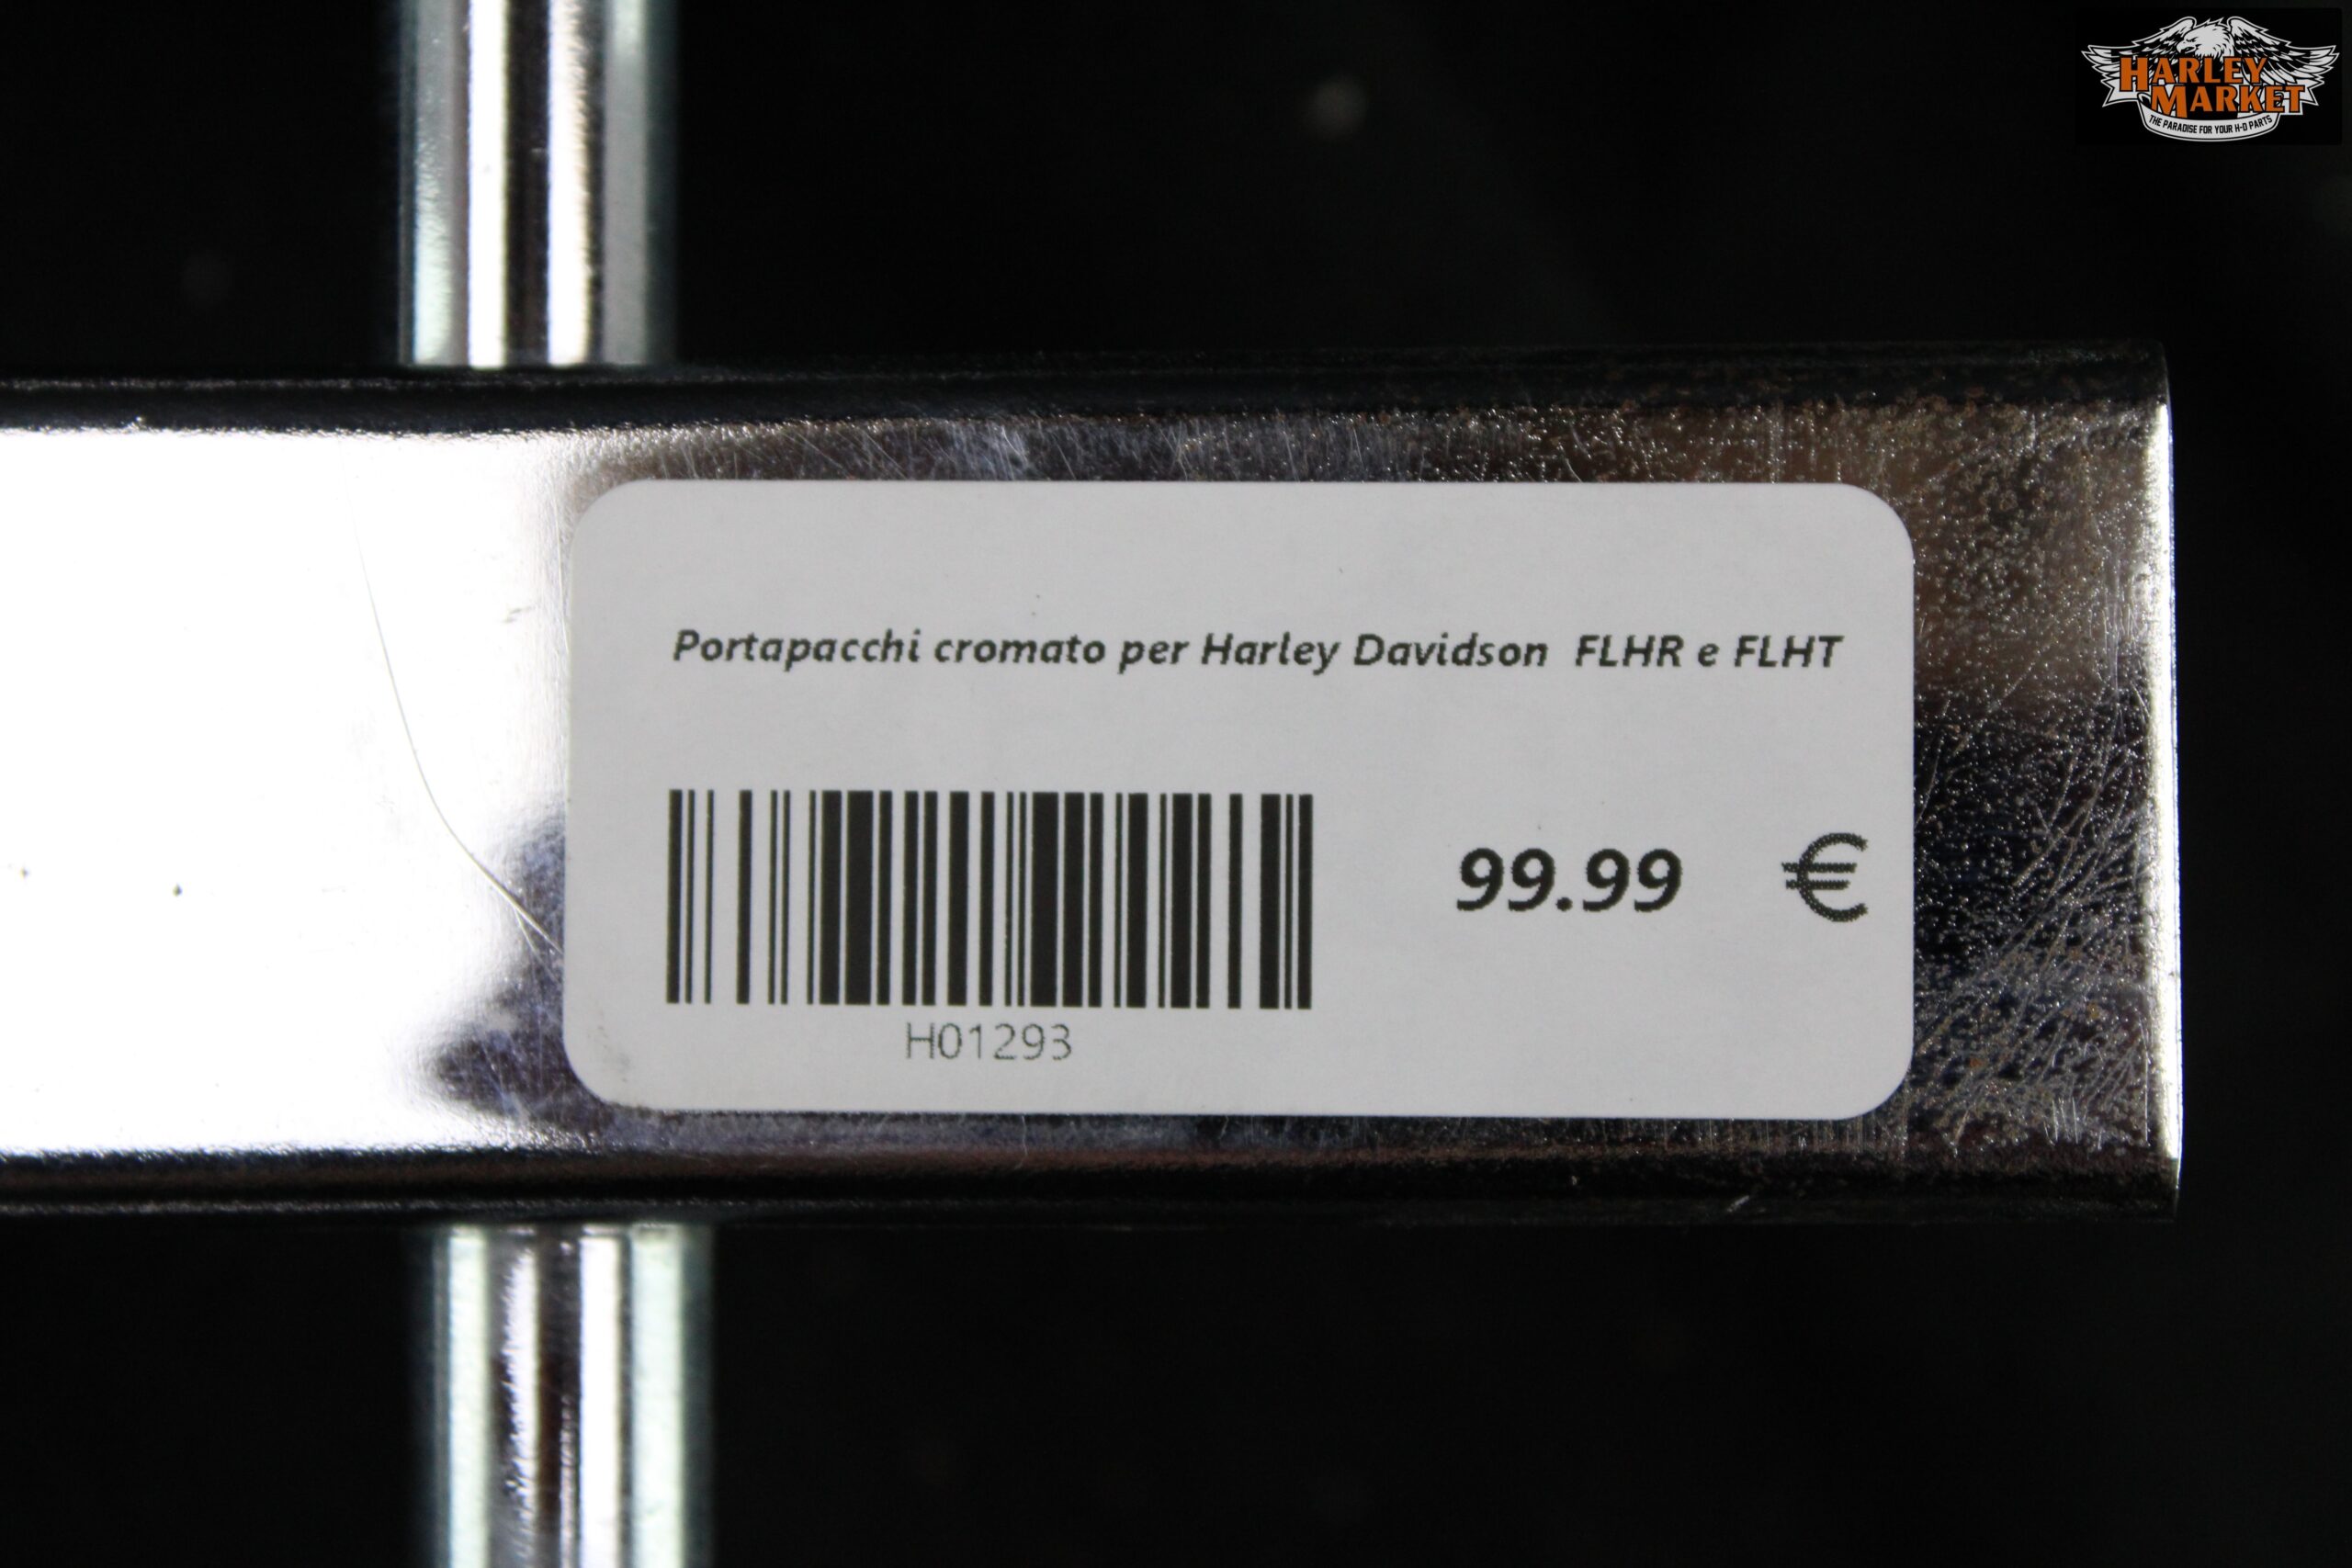 HARLEY
MARKET
THE PARADISE FOR YOUR H-D PARTS
Portapacchi cromato per Harley Davidson FLHR e FLHT
99.99 €
H01293